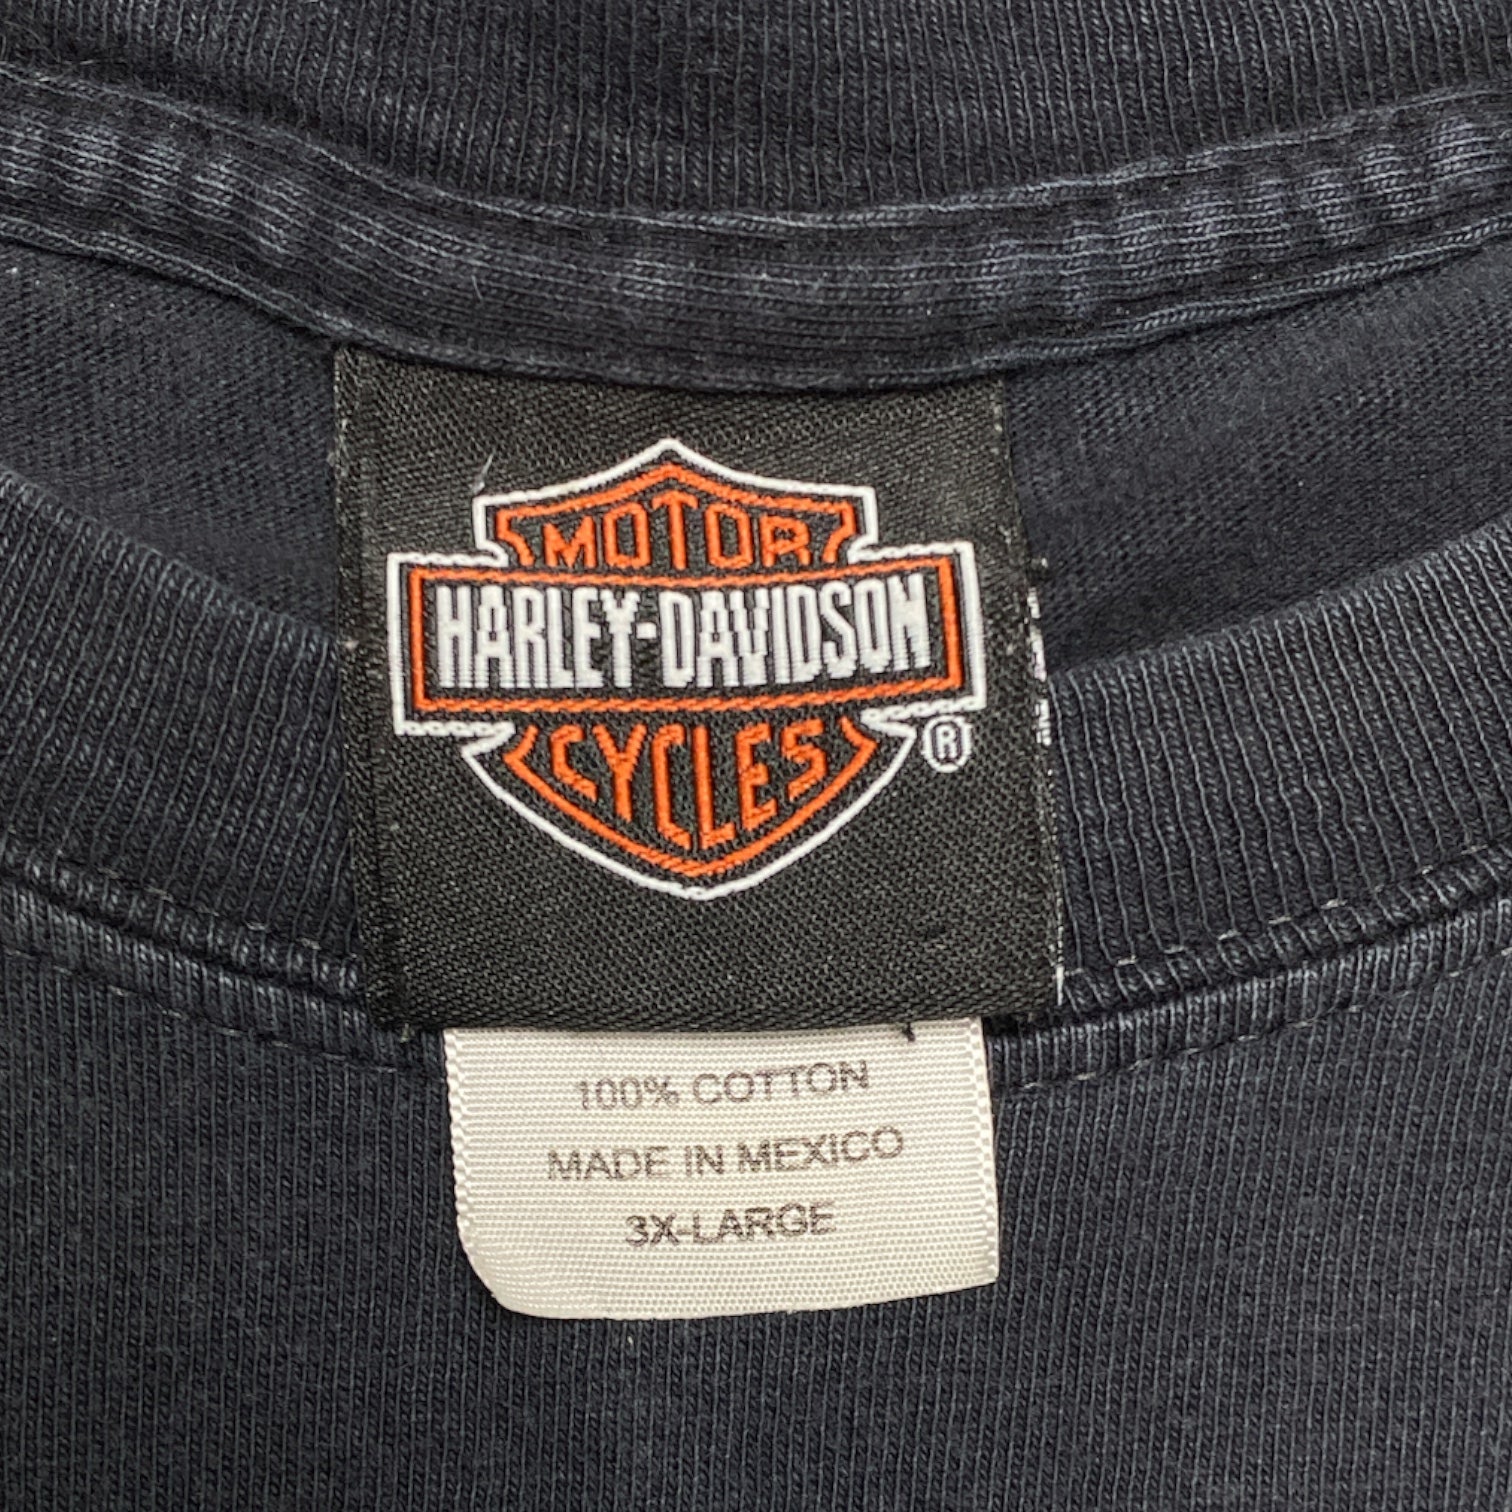 MOTOR
HARLEY-DAVIDSON
CYCLES
®
100% COTTON
MADE IN MEXICO
3X-LARGE